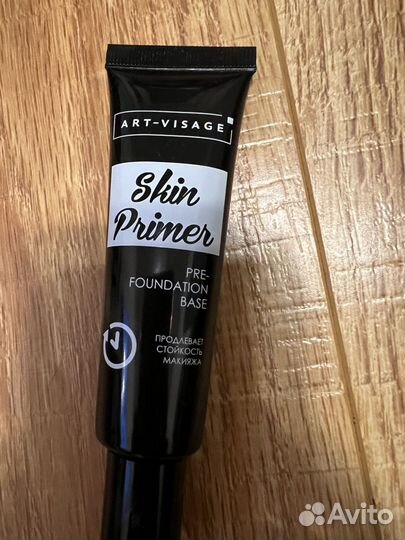 ART-VISAGE
Skin
Primer
PRE-
FOUNDATION
BASE
ПРОДЛЕВАЕТ
СТОЙКОСТЬ
МАКИЯЖА
Avito